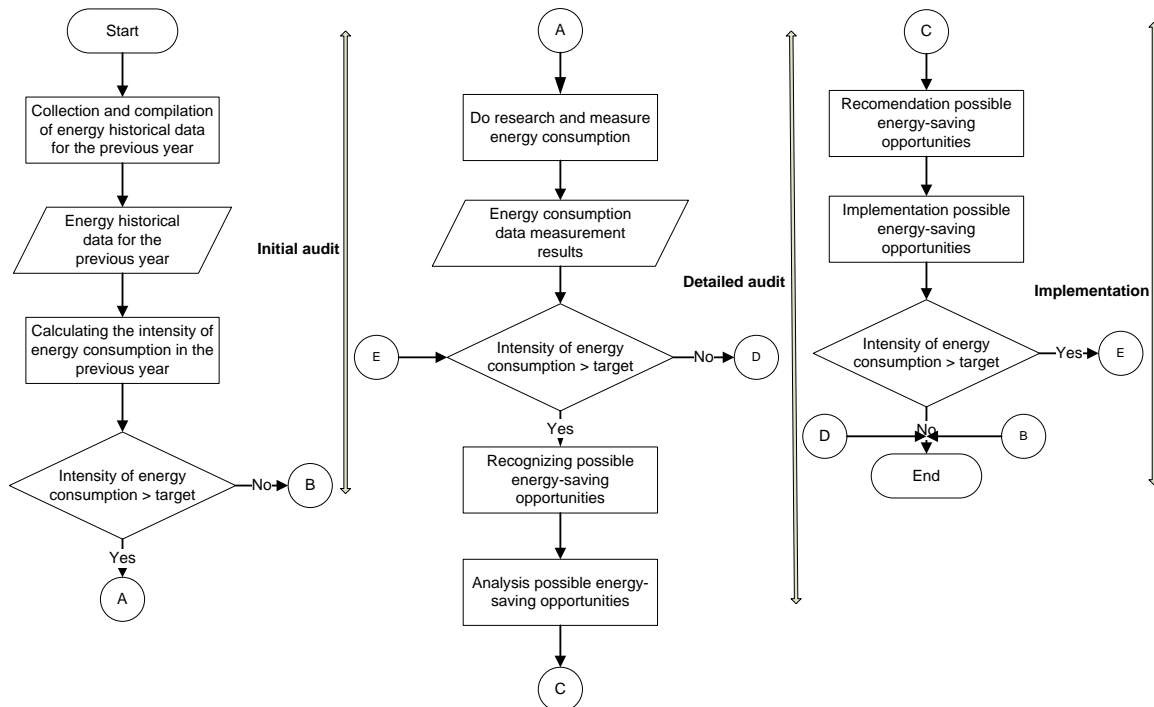 Start
Collection and compilation
of energy historical data
for the previous year
Energy historical
data for the
previous year
Calculating the intensity of
energy consumption in the
previous year
Intensity of energy
consumption > target
No
B
Yes
A
Initial audit
A
Do research and measure
energy consumption
Energy consumption
data measurement
results
E
Intensity of energy
consumption > target
No
D
Yes
Recognizing possible
energy-saving
opportunities
Analysis possible energy-
saving opportunities
C
Detailed audit
C
Recomendation possible
energy-saving
opportunities
Implementation possible
energy-saving
opportunities
Intensity of energy
consumption > target
Yes
E
No
D
B
End
Implementation